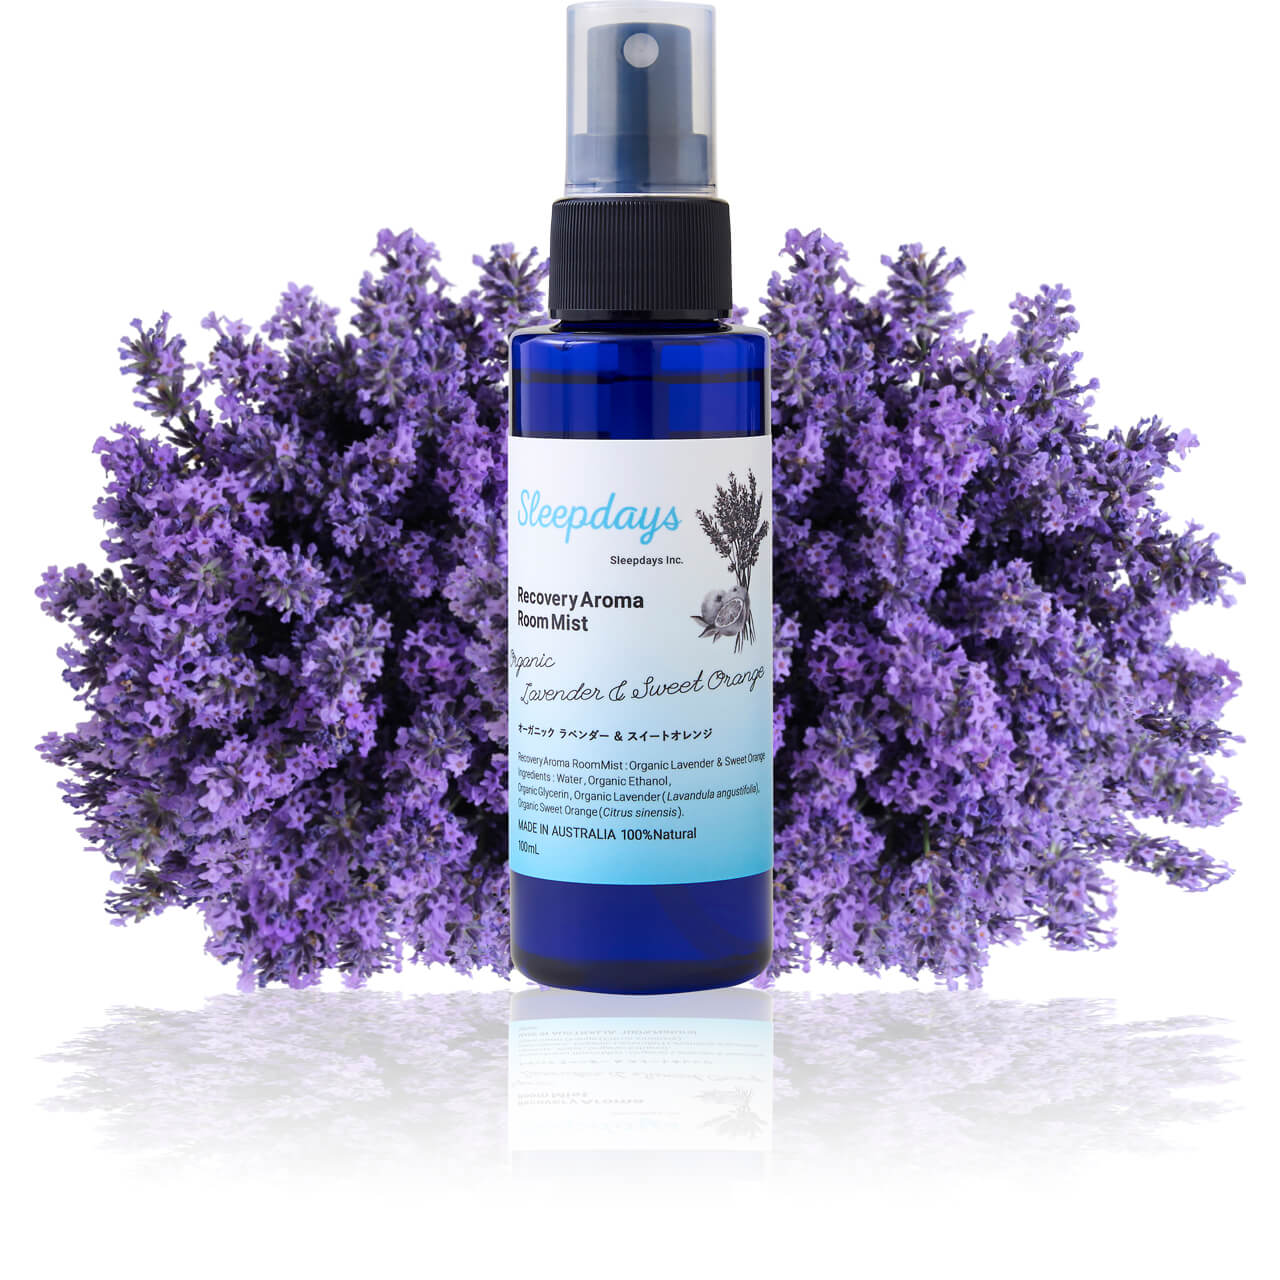 Sleepdays
Sleepdays Inc.
Recovery Aroma
Room Mist
Organic
Lavender & Sweet Orange
オーガニック ラベンダー & スイートオレンジ
Recovery Aroma RoomMist : Organic Lavender & Sweet Orange
Ingredients : Water, Organic Ethanol,
Organic Glycerin, Organic Lavender (Lavandula angustifolia),
Organic Sweet Orange (Citrus sinensis).
MADE IN AUSTRALIA 100%Natural
100mL